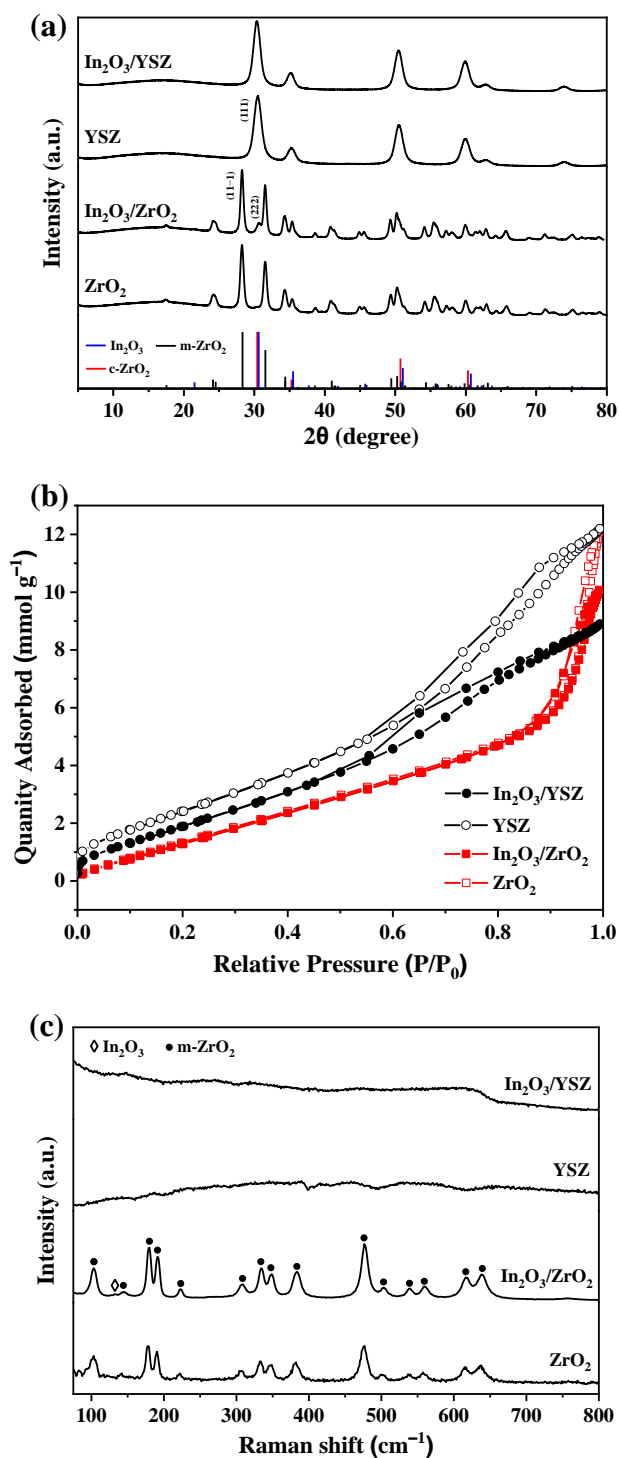 (a)
Intensity (a.u.)
In₂O₃/YSZ
(111)
YSZ
(11−1)
(222)
In₂O₃/ZrO₂
ZrO₂
In₂O₃
m-ZrO₂
c-ZrO₂
10 20 30 40 50 60 70 80
2θ (degree)
(b)
Quanity Adsorbed (mmol g⁻¹)
12
10
8
6
4
2
0
In₂O₃/YSZ
YSZ
In₂O₃/ZrO₂
ZrO₂
0.0 0.2 0.4 0.6 0.8 1.0
Relative Pressure (P/P₀)
(c)
Intensity (a.u.)
In₂O₃ m-ZrO₂
In₂O₃/YSZ
YSZ
In₂O₃/ZrO₂
ZrO₂
100 200 300 400 500 600 700 800
Raman shift (cm⁻¹)